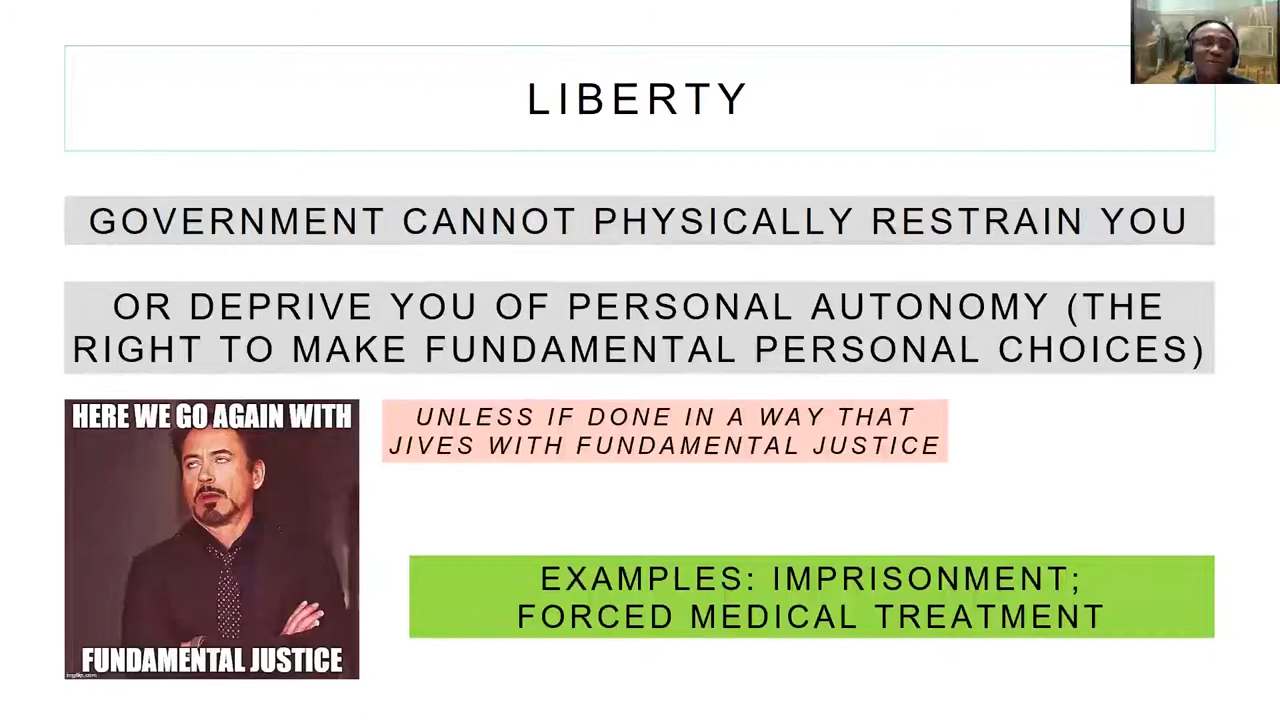 LIBERTY
GOVERNMENT CANNOT PHYSICALLY RESTRAIN YOU
OR DEPRIVE YOU OF PERSONAL AUTONOMY (THE
RIGHT TO MAKE FUNDAMENTAL PERSONAL CHOICES)
HERE WE GO AGAIN WITH
FUNDAMENTAL JUSTICE
imgflip.com
UNLESS IF DONE IN A WAY THAT
JIVES WITH FUNDAMENTAL JUSTICE
EXAMPLES: IMPRISONMENT;
FORCED MEDICAL TREATMENT